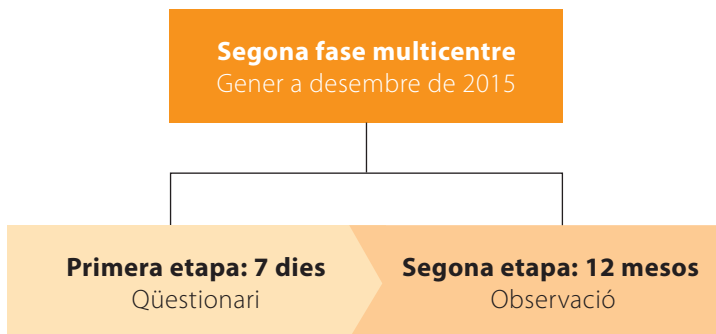 Segona fase multicentre
Gener a desembre de 2015
Primera etapa: 7 dies
Qüestionari
Segona etapa: 12 mesos
Observació